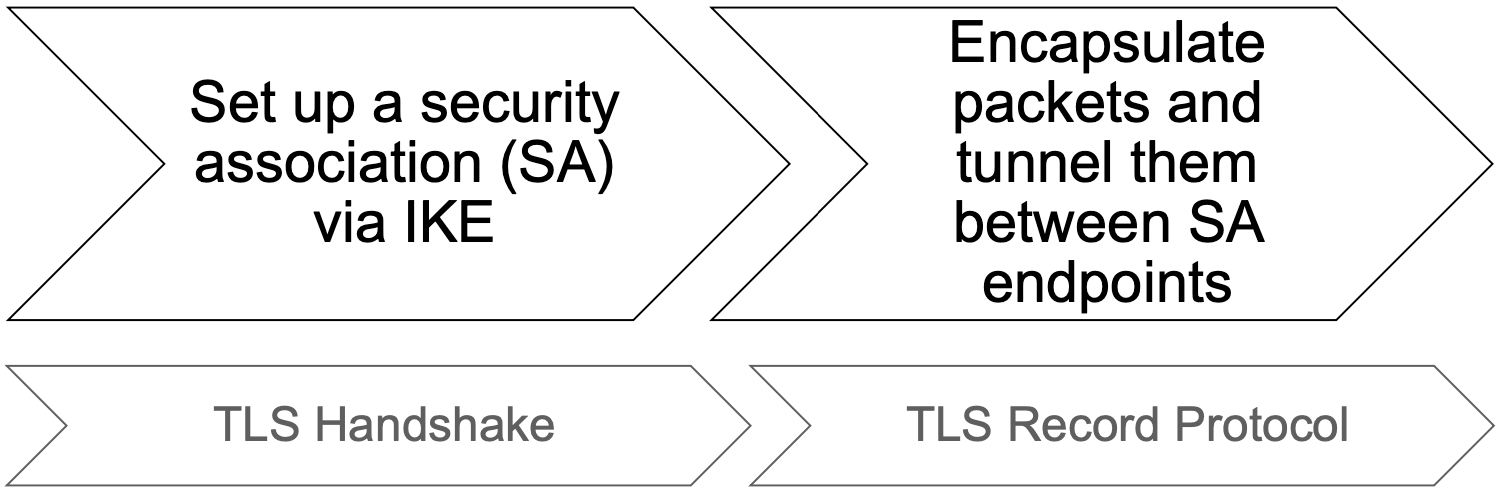 Set up a security
association (SA)
via IKE
Encapsulate
packets and
tunnel them
between SA
endpoints
TLS Handshake
TLS Record Protocol